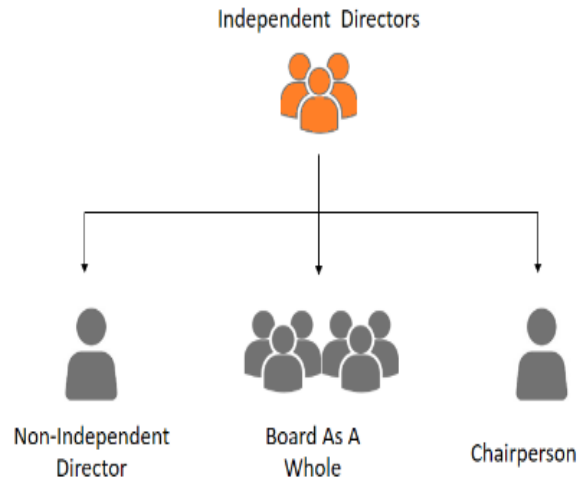 Independent Directors
Non-Independent
Director
Board As A
Whole
Chairperson